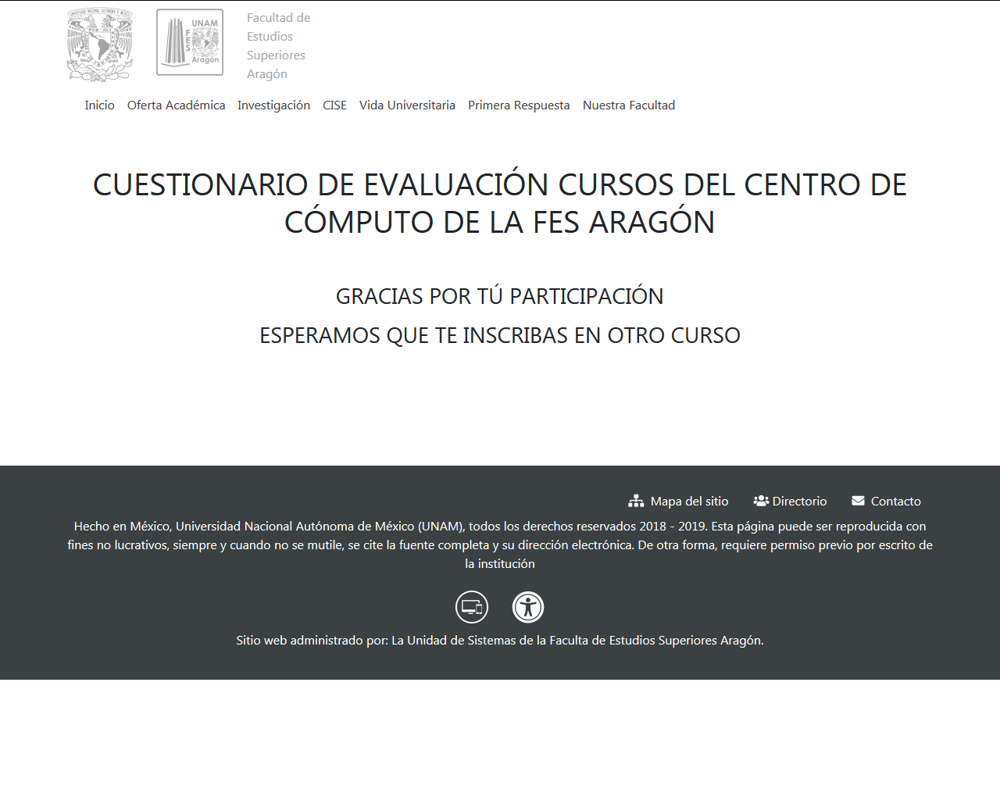 UNIVERSIDAD NACIONAL AUTONOMA DE MEXICO
UNAM
FES
Aragón
Facultad de
Estudios
Superiores
Aragón
Inicio Oferta Académica Investigación CISE Vida Universitaria Primera Respuesta Nuestra Facultad
CUESTIONARIO DE EVALUACIÓN CURSOS DEL CENTRO DE
CÓMPUTO DE LA FES ARAGÓN
GRACIAS POR TÚ PARTICIPACIÓN
ESPERAMOS QUE TE INSCRIBAS EN OTRO CURSO
Mapa del sitio Directorio Contacto
Hecho en México, Universidad Nacional Autónoma de México (UNAM), todos los derechos reservados 2018 - 2019. Esta página puede ser reproducida con
fines no lucrativos, siempre y cuando no se mutile, se cite la fuente completa y su dirección electrónica. De otra forma, requiere permiso previo por escrito de
la institución
Sitio web administrado por: La Unidad de Sistemas de la Faculta de Estudios Superiores Aragón.